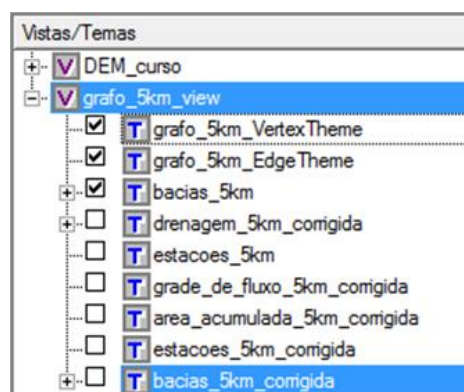 Vistas/Temas
V DEM_curso
V grafo_5km_view
T grafo_5km_VertexTheme
T grafo_5km_EdgeTheme
T bacias_5km
T drenagem_5km_corrigida
T estacoes_5km
T grade_de_fluxo_5km_corrigida
T area_acumulada_5km_corrigida
T estacoes_5km_corrigida
T bacias_5km_corrigida